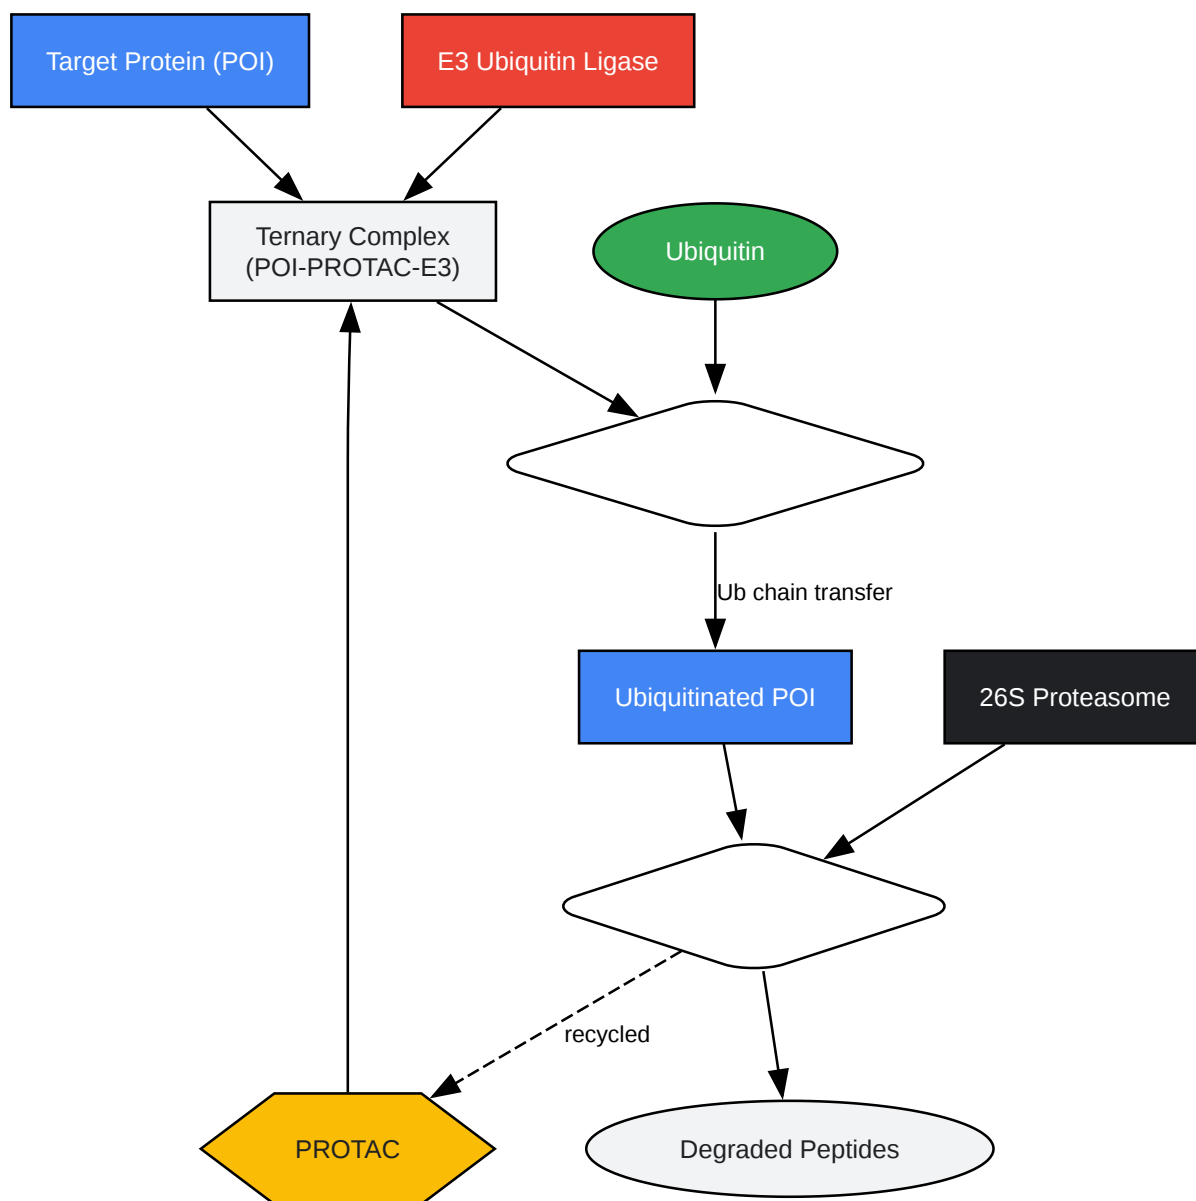 Target Protein (POI)
E3 Ubiquitin Ligase
Ternary Complex
(POI-PROTAC-E3)
Ubiquitin
Ub chain transfer
Ubiquitinated POI
26S Proteasome
recycled
PROTAC
Degraded Peptides